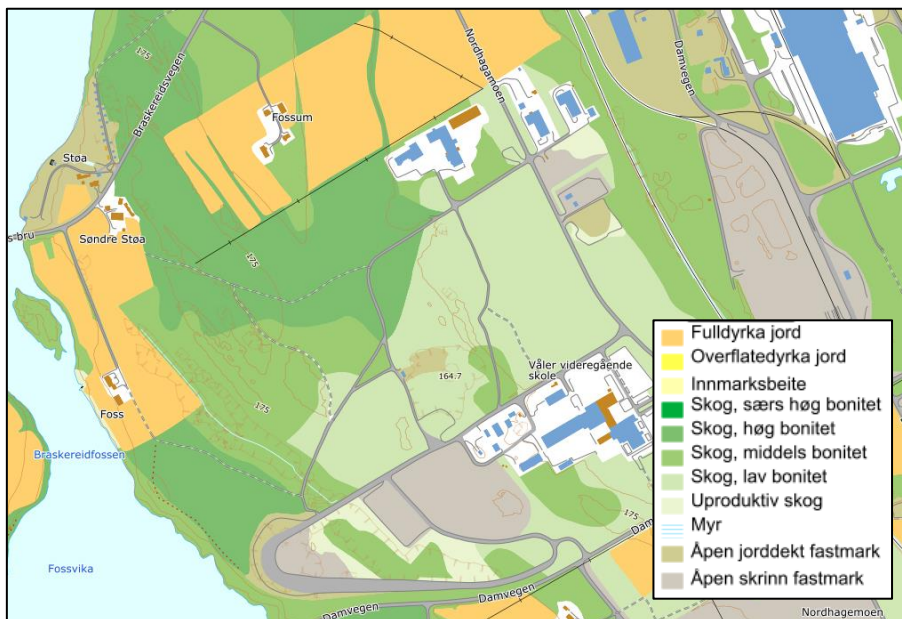 175
Braskereidsvegen
Nordhagamoen
Damvegen
Fossum
Støa
s-bru
Søndre Støa
175
164.7
Våler videregående
skole
Foss
175
Braskereidfossen
175
Fossvika
Damv
Damvegen
Damvegen
Nordhagemoen
Fulldyrka jord
Overflatedyrka jord
Innmarksbeite
Skog, særs høg bonitet
Skog, høg bonitet
Skog, middels bonitet
Skog, lav bonitet
Uproduktiv skog
Myr
Åpen jorddekt fastmark
Åpen skrinn fastmark